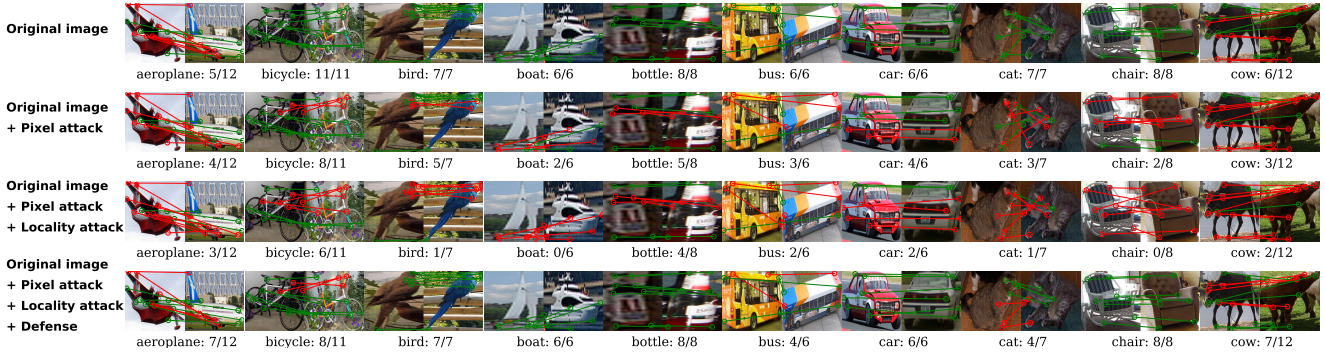 Original image
aeroplane: 5/12 bicycle: 11/11 bird: 7/7 boat: 6/6 bottle: 8/8 bus: 6/6 car: 6/6 cat: 7/7 chair: 8/8 cow: 6/12
Original image
+ Pixel attack
aeroplane: 4/12 bicycle: 8/11 bird: 5/7 boat: 2/6 bottle: 5/8 bus: 3/6 car: 4/6 cat: 3/7 chair: 2/8 cow: 3/12
Original image
+ Pixel attack
+ Locality attack
aeroplane: 3/12 bicycle: 6/11 bird: 1/7 boat: 0/6 bottle: 4/8 bus: 2/6 car: 2/6 cat: 1/7 chair: 0/8 cow: 2/12
Original image
+ Pixel attack
+ Locality attack
+ Defense
aeroplane: 7/12 bicycle: 8/11 bird: 7/7 boat: 6/6 bottle: 8/8 bus: 4/6 car: 6/6 cat: 4/7 chair: 8/8 cow: 7/12